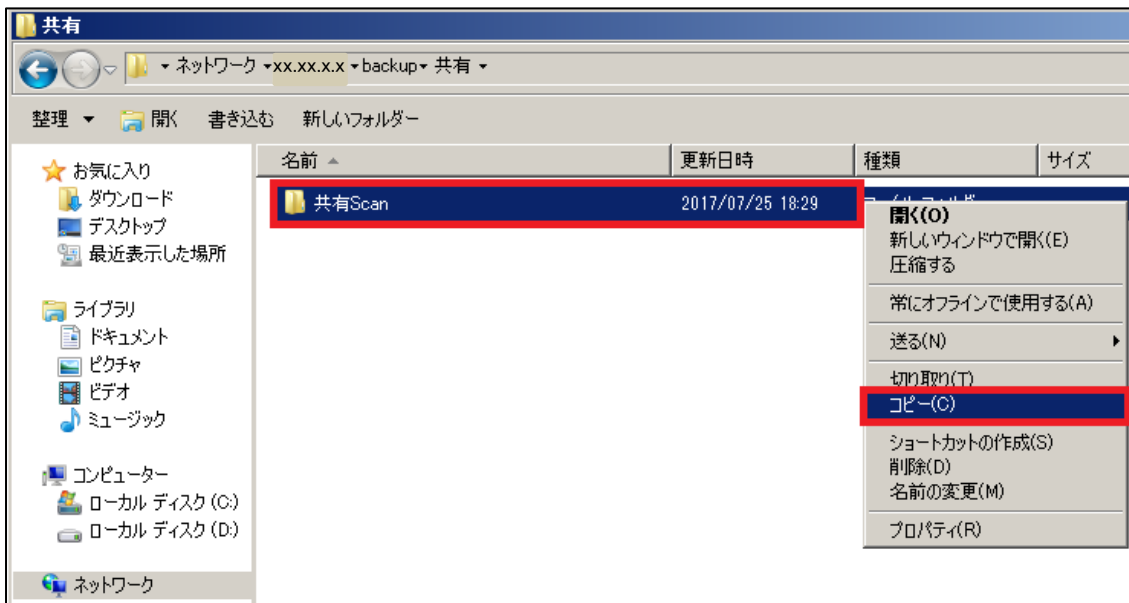 共有
ネットワーク xx.xx.x.x backup 共有
整理 開く 書き込む 新しいフォルダー
名前 更新日時 種類 サイズ
お気に入り
ダウンロード
デスクトップ
最近表示した場所
ライブラリ
ドキュメント
ピクチャ
ビデオ
ミュージック
コンピューター
ローカル ディスク (C:)
ローカル ディスク (D:)
ネットワーク
共有Scan 2017/07/25 18:29
開く(O)
新しいウィンドウで開く(E)
圧縮する
常にオフラインで使用する(A)
送る(N)
切り取り(T)
コピー(C)
ショートカットの作成(S)
削除(D)
名前の変更(M)
プロパティ(R)